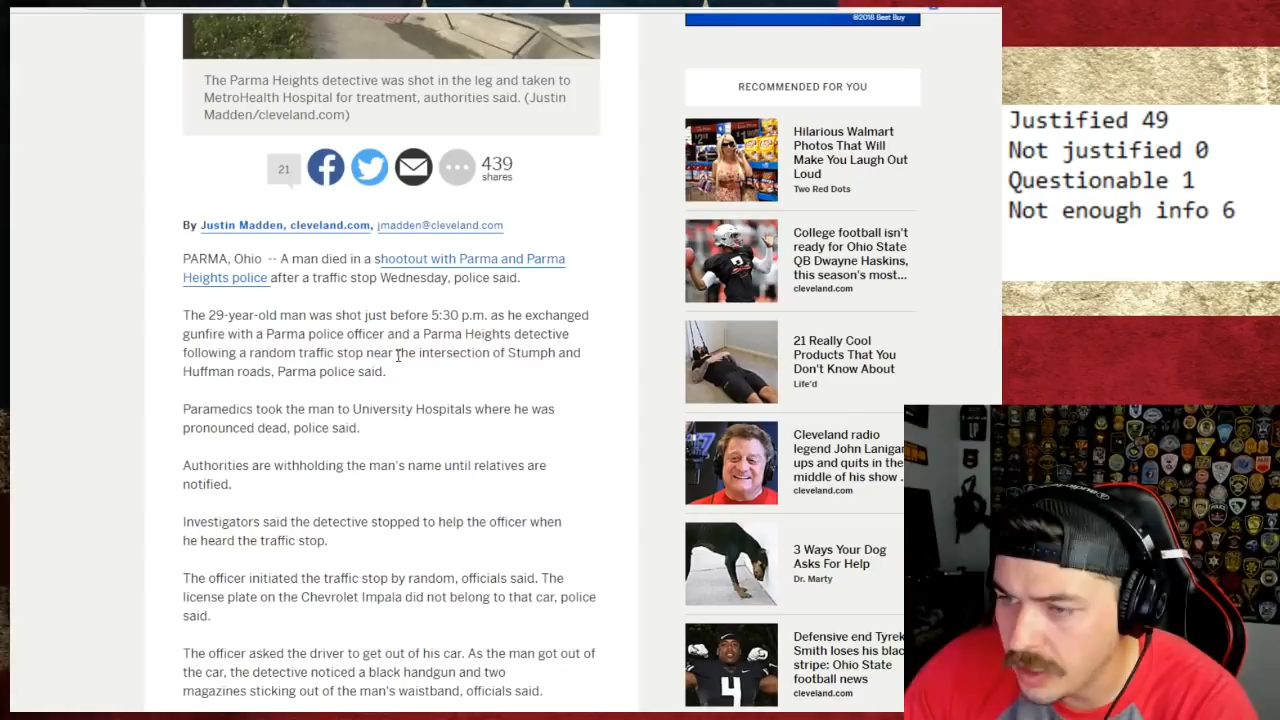 ©2018 Best Buy
The Parma Heights detective was shot in the leg and taken to
MetroHealth Hospital for treatment, authorities said. (Justin
Madden/cleveland.com)
21
439
shares
By Justin Madden, cleveland.com, jmadden@cleveland.com
PARMA, Ohio -- A man died in a shootout with Parma and Parma
Heights police after a traffic stop Wednesday, police said.
The 29-year-old man was shot just before 5:30 p.m. as he exchanged
gunfire with a Parma police officer and a Parma Heights detective
following a random traffic stop near the intersection of Stumph and
Huffman roads, Parma police said.
Paramedics took the man to University Hospitals where he was
pronounced dead, police said.
Authorities are withholding the man's name until relatives are
notified.
Investigators said the detective stopped to help the officer when
he heard the traffic stop.
The officer initiated the traffic stop by random, officials said. The
license plate on the Chevrolet Impala did not belong to that car, police
said.
The officer asked the driver to get out of his car. As the man got out of
the car, the detective noticed a black handgun and two
magazines sticking out of the man's waistband, officials said.
RECOMMENDED FOR YOU
Hilarious Walmart
Photos That Will
Make You Laugh Out
Loud
Two Red Dots
College football isn't
ready for Ohio State
QB Dwayne Haskins,
this season's most...
cleveland.com
21 Really Cool
Products That You
Don't Know About
Life'd
Cleveland radio
legend John Lanigan
ups and quits in the
middle of his show .
cleveland.com
3 Ways Your Dog
Asks For Help
Dr. Marty
Defensive end Tyrek
Smith loses his blac
stripe: Ohio State
football news
cleveland.com
Justified 49
Not justified 0
Questionable 1
Not enough info 6